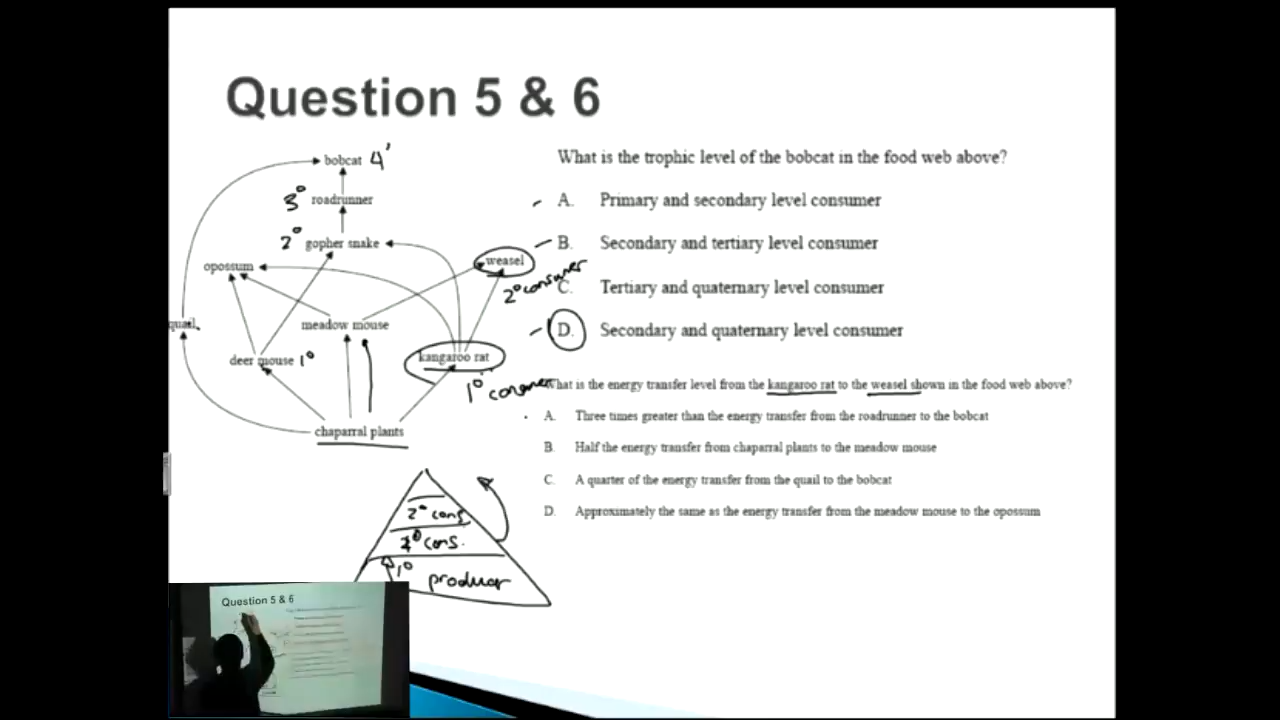 Question 5 & 6
bobcat 4°
3° roadrunner
2° gopher snake
opossum
weasel
2° consumer
quail
meadow mouse
deer mouse 1°
kangaroo rat
1° consumer
chaparral plants
What is the trophic level of the bobcat in the food web above?
A. Primary and secondary level consumer
B. Secondary and tertiary level consumer
C. Tertiary and quaternary level consumer
D. Secondary and quaternary level consumer
What is the energy transfer level from the kangaroo rat to the weasel shown in the food web above?
A. Three times greater than the energy transfer from the roadrunner to the bobcat
B. Half the energy transfer from chaparral plants to the meadow mouse
C. A quarter of the energy transfer from the quail to the bobcat
D. Approximately the same as the energy transfer from the meadow mouse to the opossum
2° cons
1° cons.
1° producer
Question 5 & 6